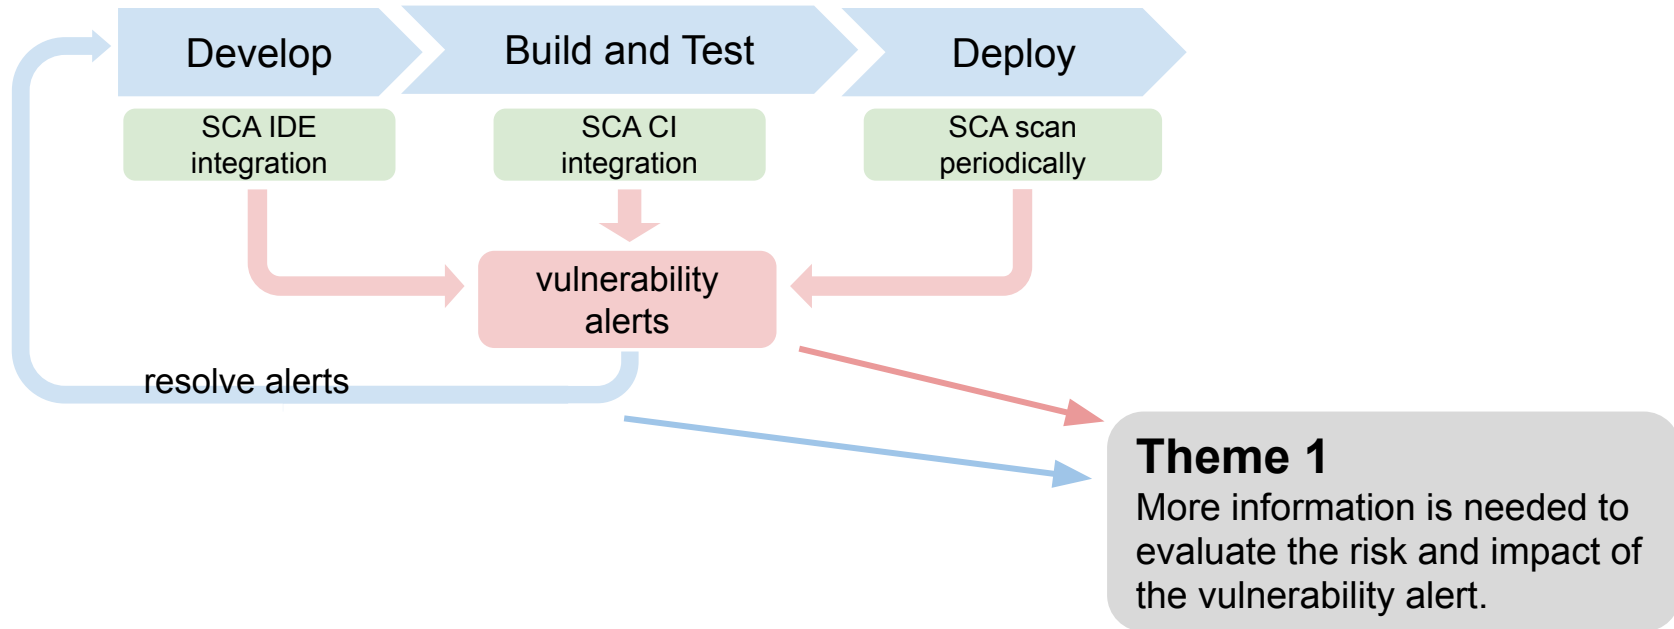 Develop
Build and Test
Deploy
SCA IDE
integration
SCA CI
integration
SCA scan
periodically
vulnerability
alerts
resolve alerts
Theme 1
More information is needed to
evaluate the risk and impact of
the vulnerability alert.